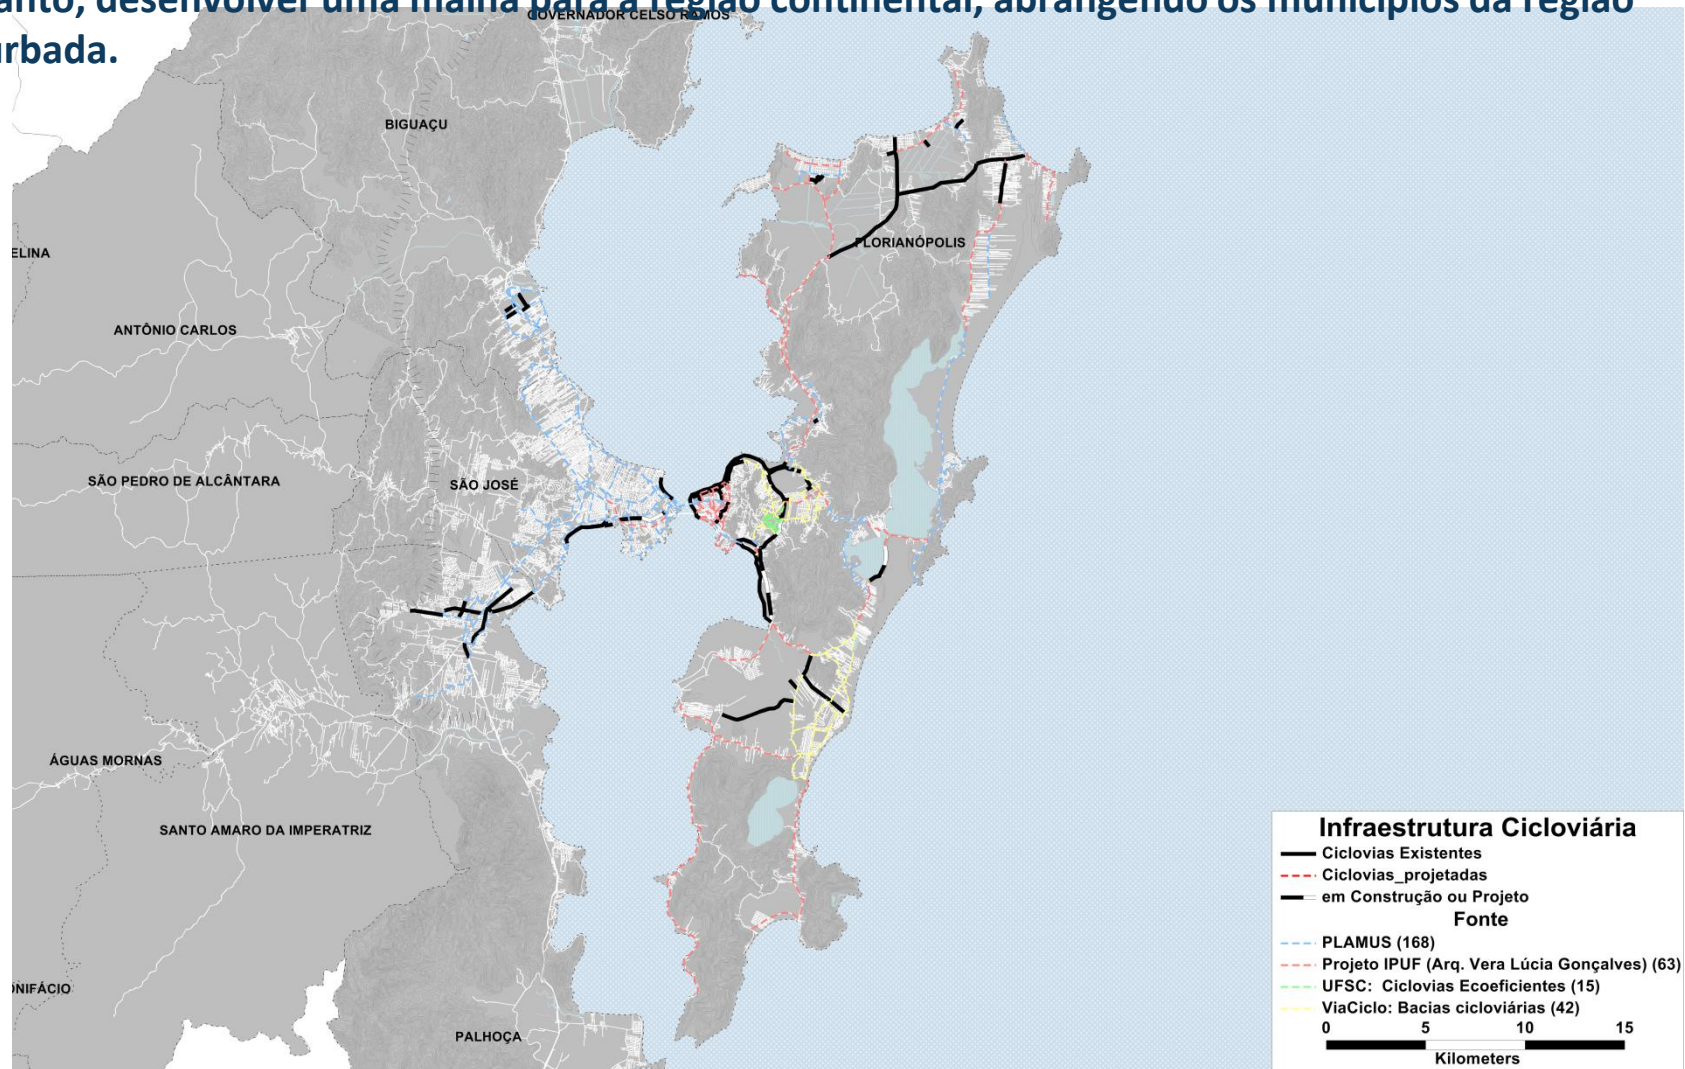 anto, desenvolver uma malha para a região continental, abrangendo os municípios da região
urbada.
GOVERNADOR CELSO RAMOS
BIGUAÇU
FLORIANÓPOLIS
ELINA
ANTÔNIO CARLOS
SÃO PEDRO DE ALCÂNTARA
SÃO JOSÉ
ÁGUAS MORNAS
SANTO AMARO DA IMPERATRIZ
ONIFÁCIO
PALHOÇA
Infraestrutura Cicloviária
Ciclovias Existentes
Ciclovias_projetadas
em Construção ou Projeto
Fonte
PLAMUS (168)
Projeto IPUF (Arq. Vera Lúcia Gonçalves) (63)
UFSC: Ciclovias Ecoeficientes (15)
ViaCiclo: Bacias cicloviárias (42)
0 5 10 15
Kilometers